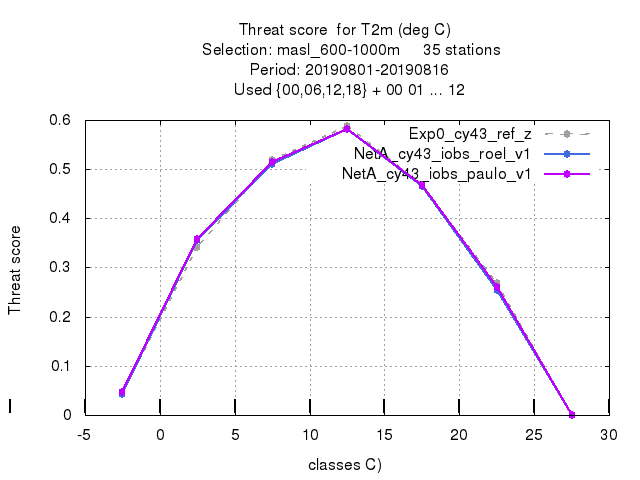 Threat score  for T2m (deg C)
Selection: masl_600-1000m     35 stations
Period: 20190801-20190816
Used {00,06,12,18} + 00 01 ... 12
Exp0_cy43_ref_z
NetA_cy43_iobs_roel_v1
NetA_cy43_iobs_paulo_v1
Threat score
0.6
0.5
0.4
0.3
0.2
0.1
0
-5 0 5 10 15 20 25 30
classes C)